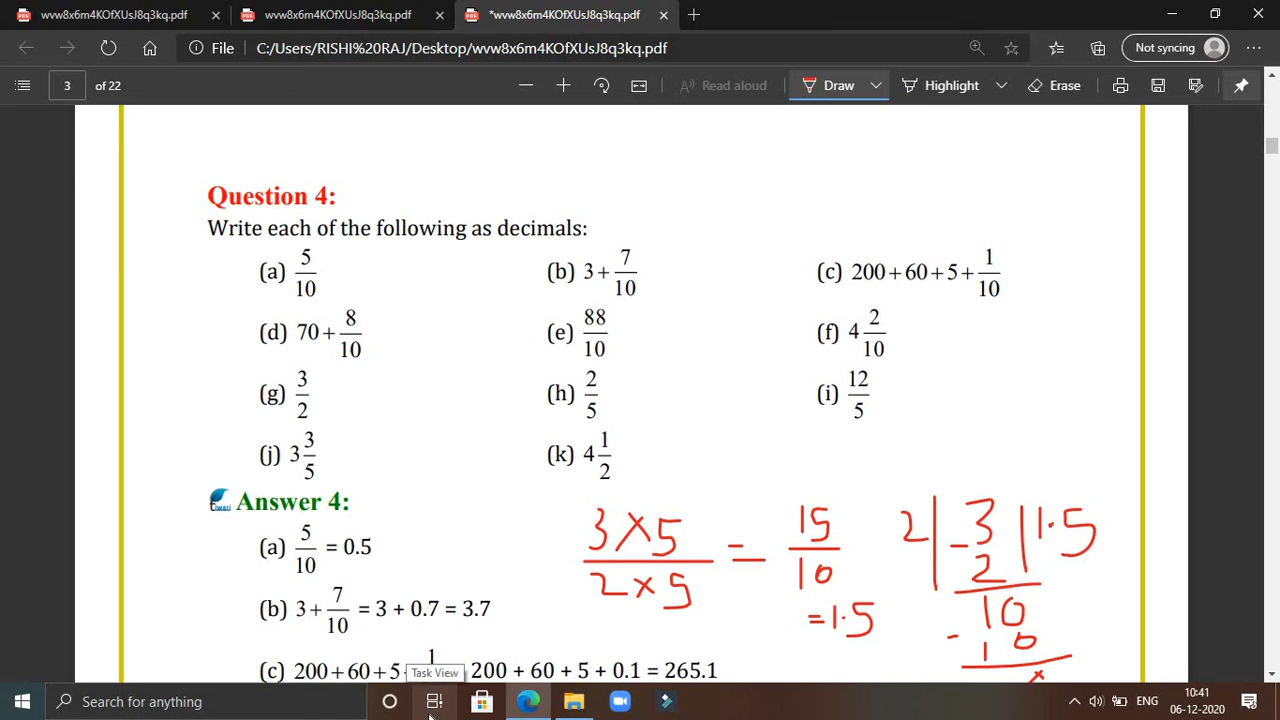 wvw8x6m4KOfXUsJ8q3kq.pdf
wvw8x6m4KOfXUsJ8q3kq.pdf
*wvw8x6m4KOfXUsJ8q3kq.pdf
File C:/Users/RISHI%20RAJ/Desktop/wvw8x6m4KOfXUsJ8q3kq.pdf Not syncing
3 of 22 Read aloud Draw Highlight Erase
Question 4:
Write each of the following as decimals:
(a) 5/10 (b) 3+7/10 (c) 200+60+5+1/10
(d) 70+8/10 (e) 88/10 (f) 4 2/10
(g) 3/2 (h) 2/5 (i) 12/5
(j) 3 3/5 (k) 4 1/2
Answer 4:
(a) 5/10 = 0.5
(b) 3+7/10 = 3 + 0.7 = 3.7
(c) 200+60+5 1 200 + 60 + 5 + 0.1 = 265.1
3×5/2×5 = 15/10
=1.5
2 | -3 | 1.5
2
10
-10
x
Task View
Type here to search
ENG
10:41
06-12-2020